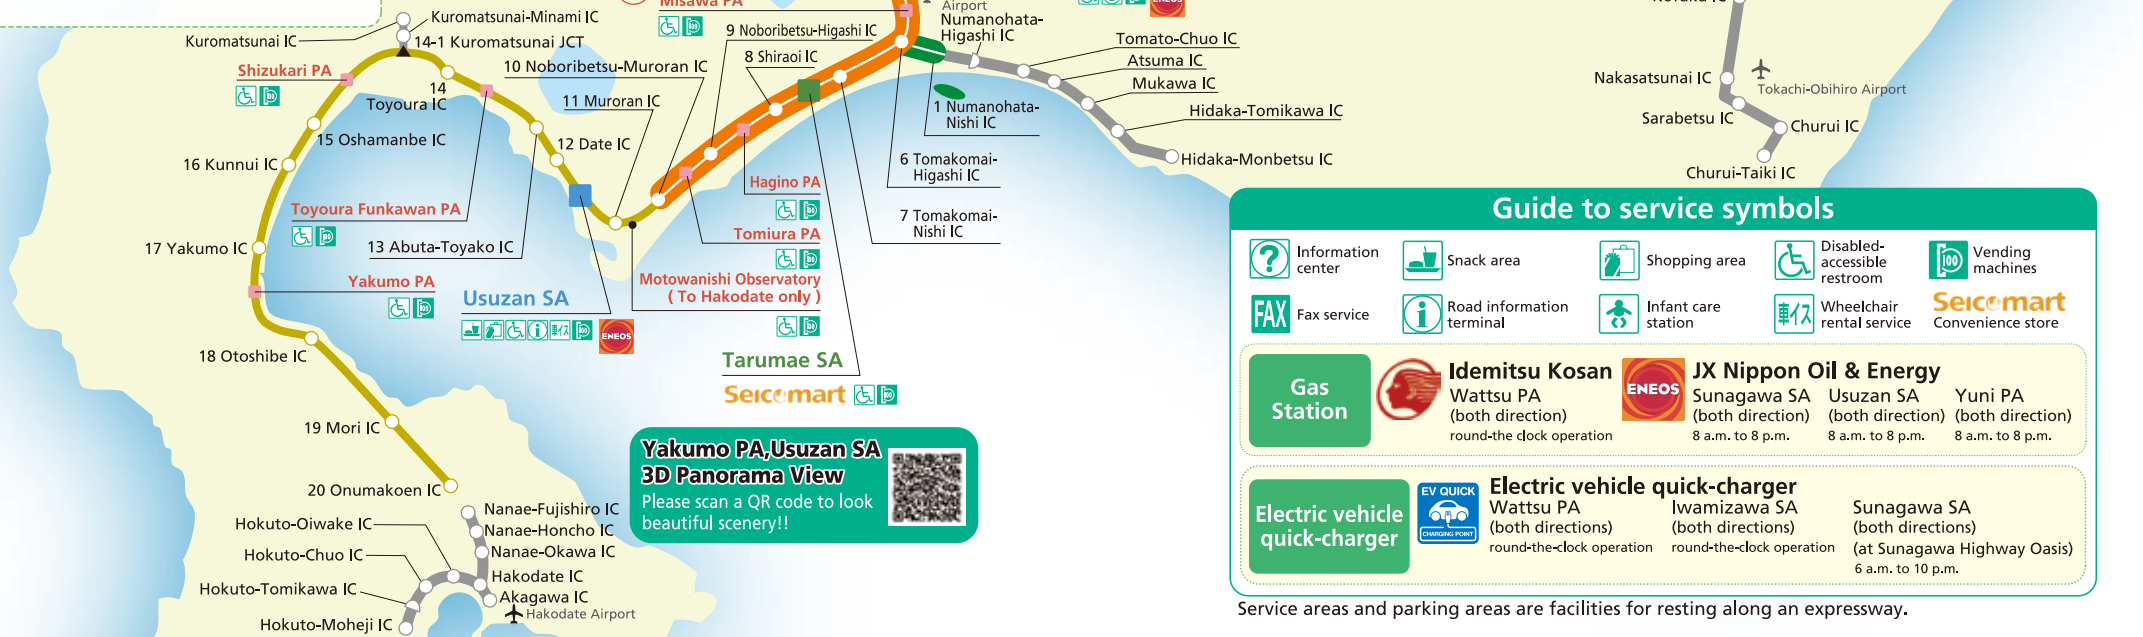 Kuromatsunai-Minami IC
Kuromatsunai IC
14-1 Kuromatsunai JCT
Shizukari PA
14
Toyoura IC
15 Oshamanbe IC
16 Kunnui IC
Toyoura Funkawan PA
13 Abuta-Toyako IC
17 Yakumo IC
Yakumo PA
18 Otoshibe IC
19 Mori IC
20 Onumakoen IC
Nanae-Fujishiro IC
Hokuto-Oiwake IC
Nanae-Honcho IC
Nanae-Okawa IC
Hokuto-Chuo IC
Hakodate IC
Hokuto-Tomikawa IC
Akagawa IC
Hakodate Airport
Hokuto-Moheji IC
Misawa PA
9 Noboribetsu-Higashi IC
8 Shiraoi IC
10 Noboribetsu-Muroran IC
11 Muroran IC
12 Date IC
Hagino PA
Tomiura PA
Motowanishi Observatory
( To Hakodate only )
Usuzan SA
ENEOS
Tarumae SA
Seicomart
Yakumo PA,Usuzan SA
3D Panorama View
Please scan a QR code to look
beautiful scenery!!
Airport
Numanohata-
Higashi IC
ENEOS
Tomato-Chuo IC
Atsuma IC
Mukawa IC
1 Numanohata-
Nishi IC
Hidaka-Tomikawa IC
Hidaka-Monbetsu IC
6 Tomakomai-
Higashi IC
7 Tomakomai-
Nishi IC
Nakasatsunai IC
Tokachi-Obihiro Airport
Sarabetsu IC
Churui IC
Churui-Taiki IC
Guide to service symbols
?
Information
center
Snack area
Shopping area
Disabled-
accessible
restroom
100
Vending
machines
FAX
Fax service
i
Road information
terminal
Infant care
station
車イス
Wheelchair
rental service
Seicomart
Convenience store
Gas
Station
Idemitsu Kosan
Wattsu PA
(both direction)
round-the clock operation
ENEOS
JX Nippon Oil & Energy
Sunagawa SA
(both direction)
8 a.m. to 8 p.m.
Usuzan SA
(both direction)
8 a.m. to 8 p.m.
Yuni PA
(both direction)
8 a.m. to 8 p.m.
Electric vehicle
quick-charger
EV QUICK
CHARGING POINT
Electric vehicle quick-charger
Wattsu PA
(both directions)
round-the-clock operation
Iwamizawa SA
(both directions)
round-the-clock operation
Sunagawa SA
(both directions)
(at Sunagawa Highway Oasis)
6 a.m. to 10 p.m.
Service areas and parking areas are facilities for resting along an expressway.